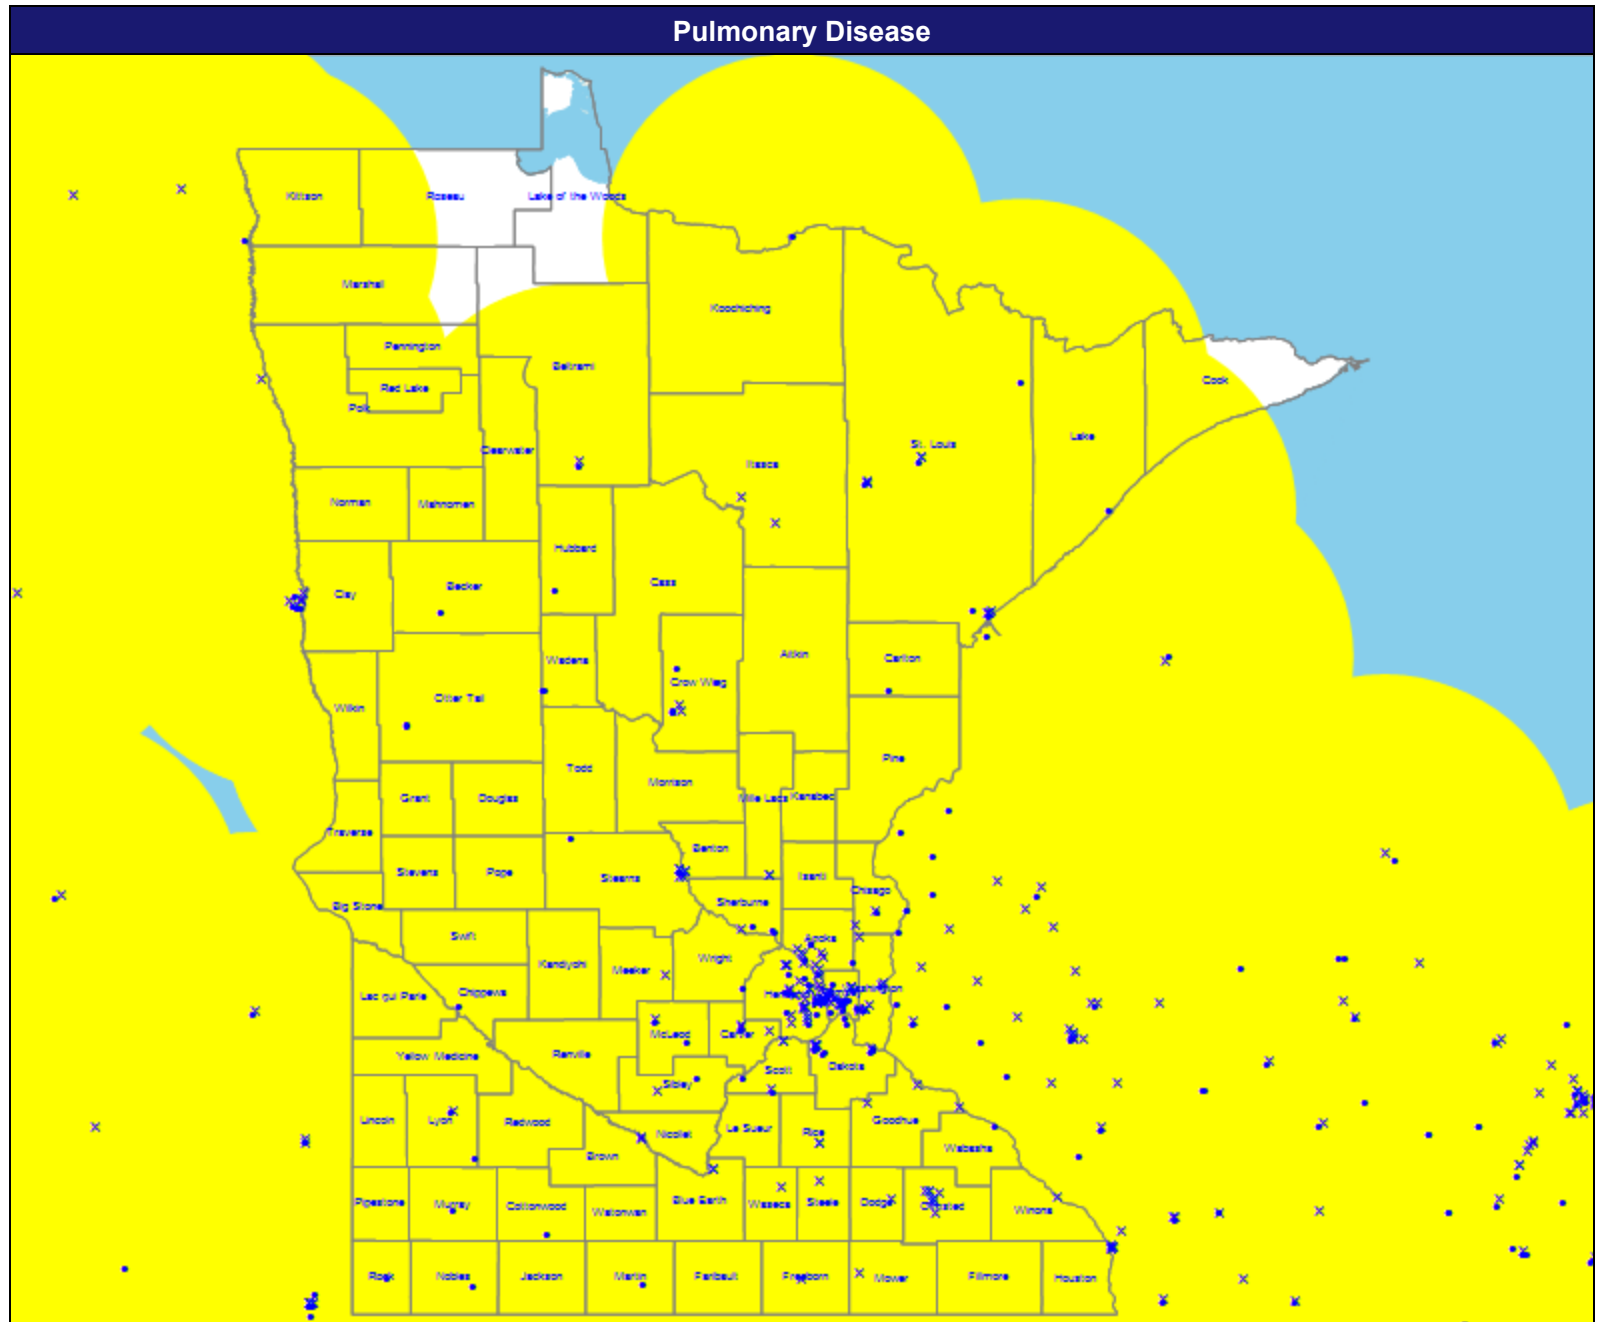 Pulmonary Disease
Kittson
Roseau
Lake of the Woods
Marshall
Koochiching
Pennington
Beltrami
Red Lake
Cook
Polk
Lake
St. Louis
Clearwater
Itasca
Norman
Mahnomen
Hubbard
Cass
Becker
Clay
Aitkin
Carlton
Wadena
Crow Wing
Otter Tail
Wilkin
Pine
Todd
Morrison
Grant
Douglas
Mille Lacs
Kanabec
Traverse
Benton
Stevens
Pope
Stearns
Isanti
Chisago
Sherburne
Big Stone
Swift
Anoka
Wright
Kandiyohi
Meeker
Chippewa
Lac qui Parle
McLeod
Carver
Yellow Medicine
Renville
Dakota
Scott
Sibley
Lincoln
Lyon
Redwood
Goodhue
Le Sueur
Rice
Nicollet
Wabasha
Brown
Pipestone
Murray
Cottonwood
Watonwan
Blue Earth
Waseca
Steele
Dodge
Olmsted
Winona
Rock
Nobles
Jackson
Martin
Faribault
Freeborn
Mower
Fillmore
Houston